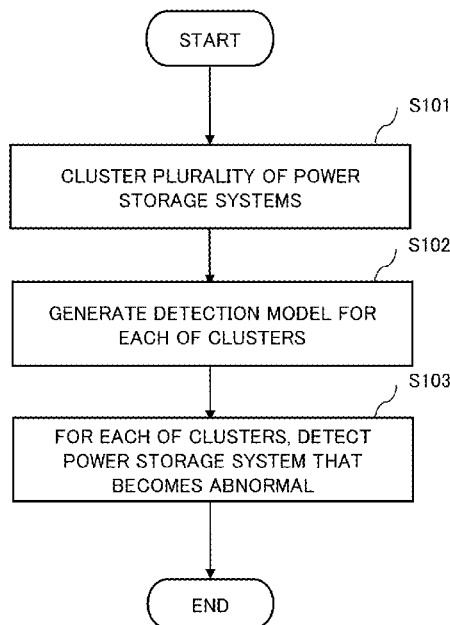 START
S101
CLUSTER PLURALITY OF POWER
STORAGE SYSTEMS
S102
GENERATE DETECTION MODEL FOR
EACH OF CLUSTERS
S103
FOR EACH OF CLUSTERS, DETECT
POWER STORAGE SYSTEM THAT
BECOMES ABNORMAL
END